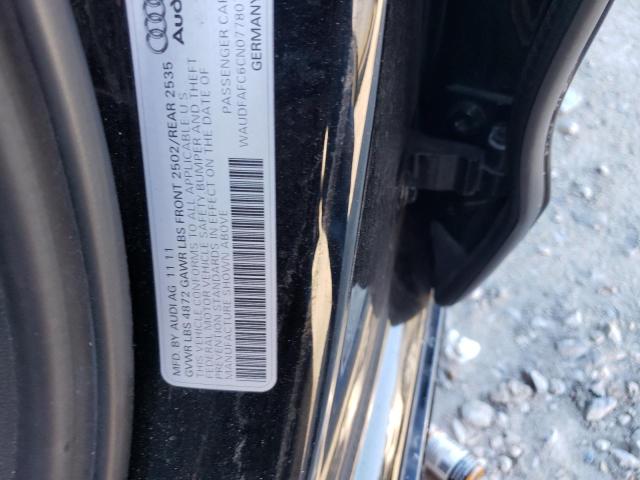 Audi
MFD. BY AUDI AG 11 11
GVWR LBS 4872 GAWR LBS FRONT 2502/REAR 2535
THIS VEHICLE CONFORMS TO ALL APPLICABLE U S
FEDERAL MOTOR VEHICLE SAFETY BUMPER AND THEFT
PREVENTION STANDARDS IN EFFECT ON THE DATE OF
MANUFACTURE SHOWN ABOVE
PASSENGER CAR
WAUDFAFC6CN07780
GERMANY